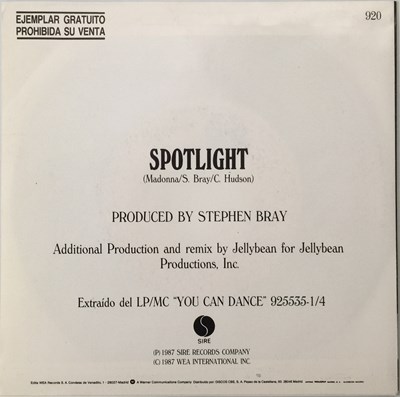 EJEMPLAR GRATUITO
PROHIBIDA SU VENTA
920
SPOTLIGHT
(Madonna/S. Bray/C. Hudson)
PRODUCED BY STEPHEN BRAY
Additional Production and remix by Jellybean for Jellybean
Productions, Inc.
Extraído del LP/MC "YOU CAN DANCE" 925535-1/4
SIRE
(P) 1987 SIRE RECORDS COMPANY
(C) 1987 WEA INTERNATIONAL INC.